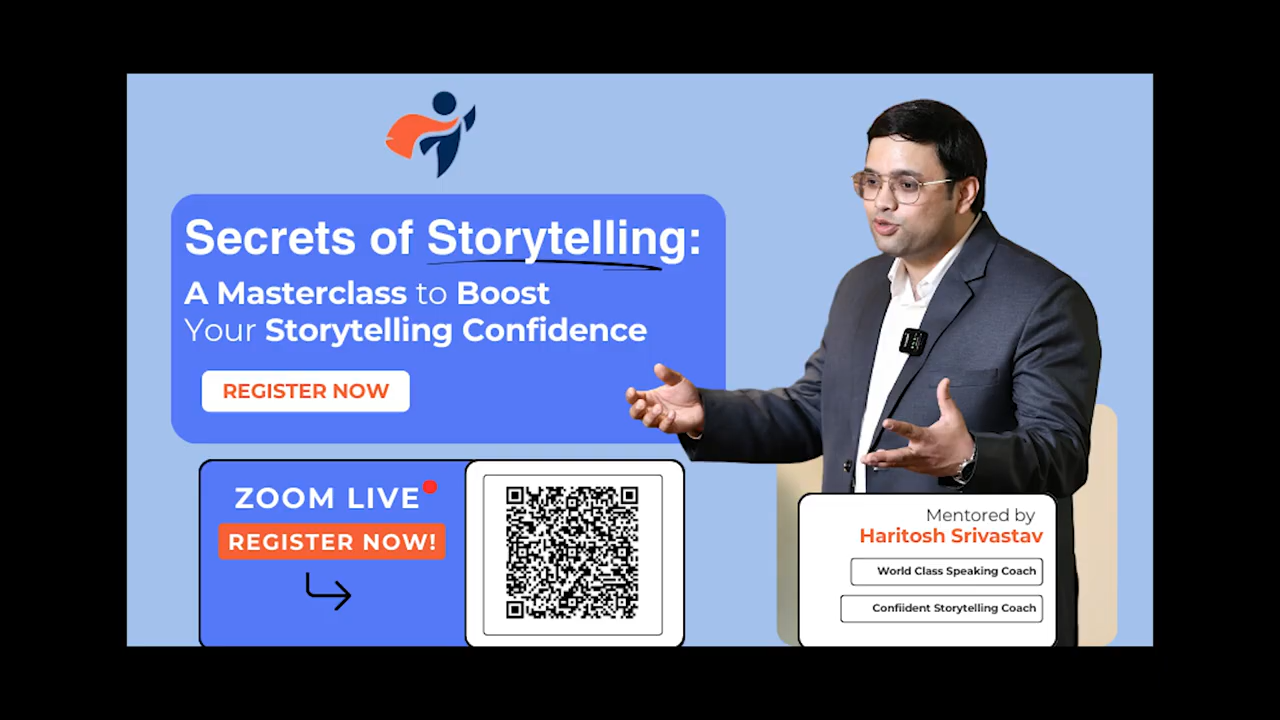 Secrets of Storytelling:
A Masterclass to Boost
Your Storytelling Confidence
REGISTER NOW
ZOOM LIVE
REGISTER NOW!
Mentored by
Haritosh Srivastav
World Class Speaking Coach
Confiident Storytelling Coach